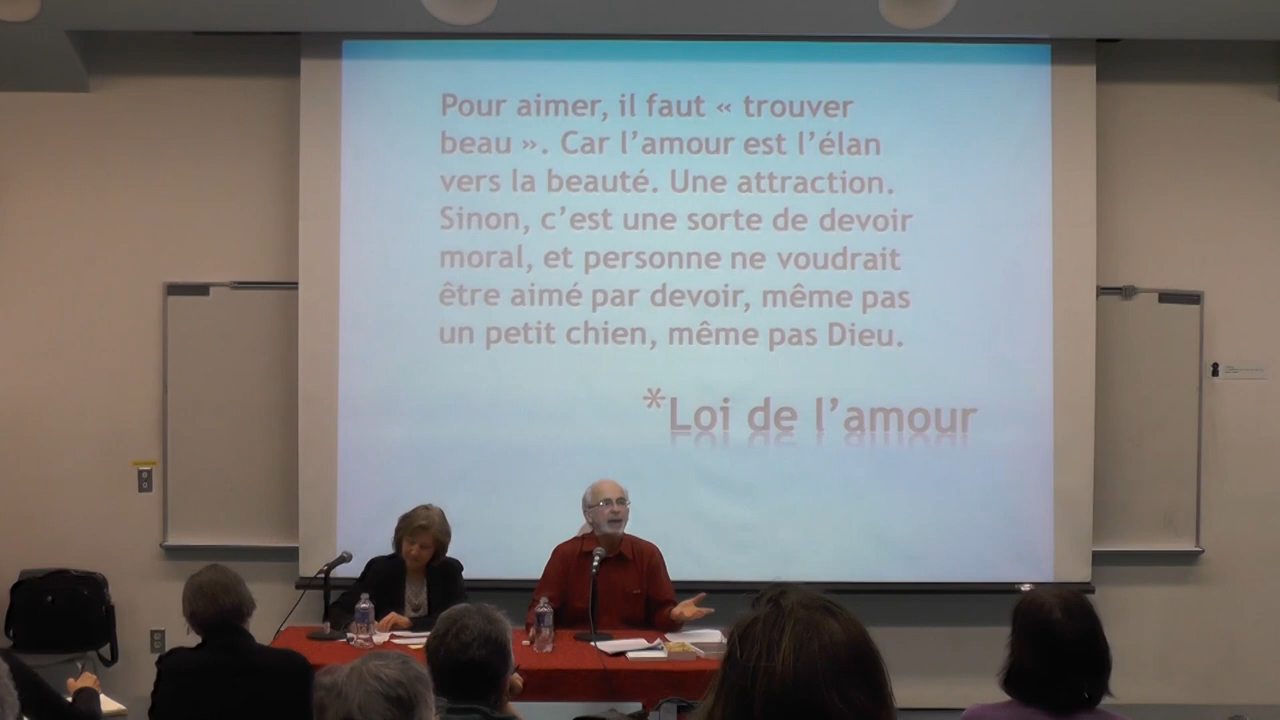 Pour aimer, il faut « trouver
beau ». Car l’amour est l’élan
vers la beauté. Une attraction.
Sinon, c’est une sorte de devoir
moral, et personne ne voudrait
être aimé par devoir, même pas
un petit chien, même pas Dieu.
*Loi de l’amour